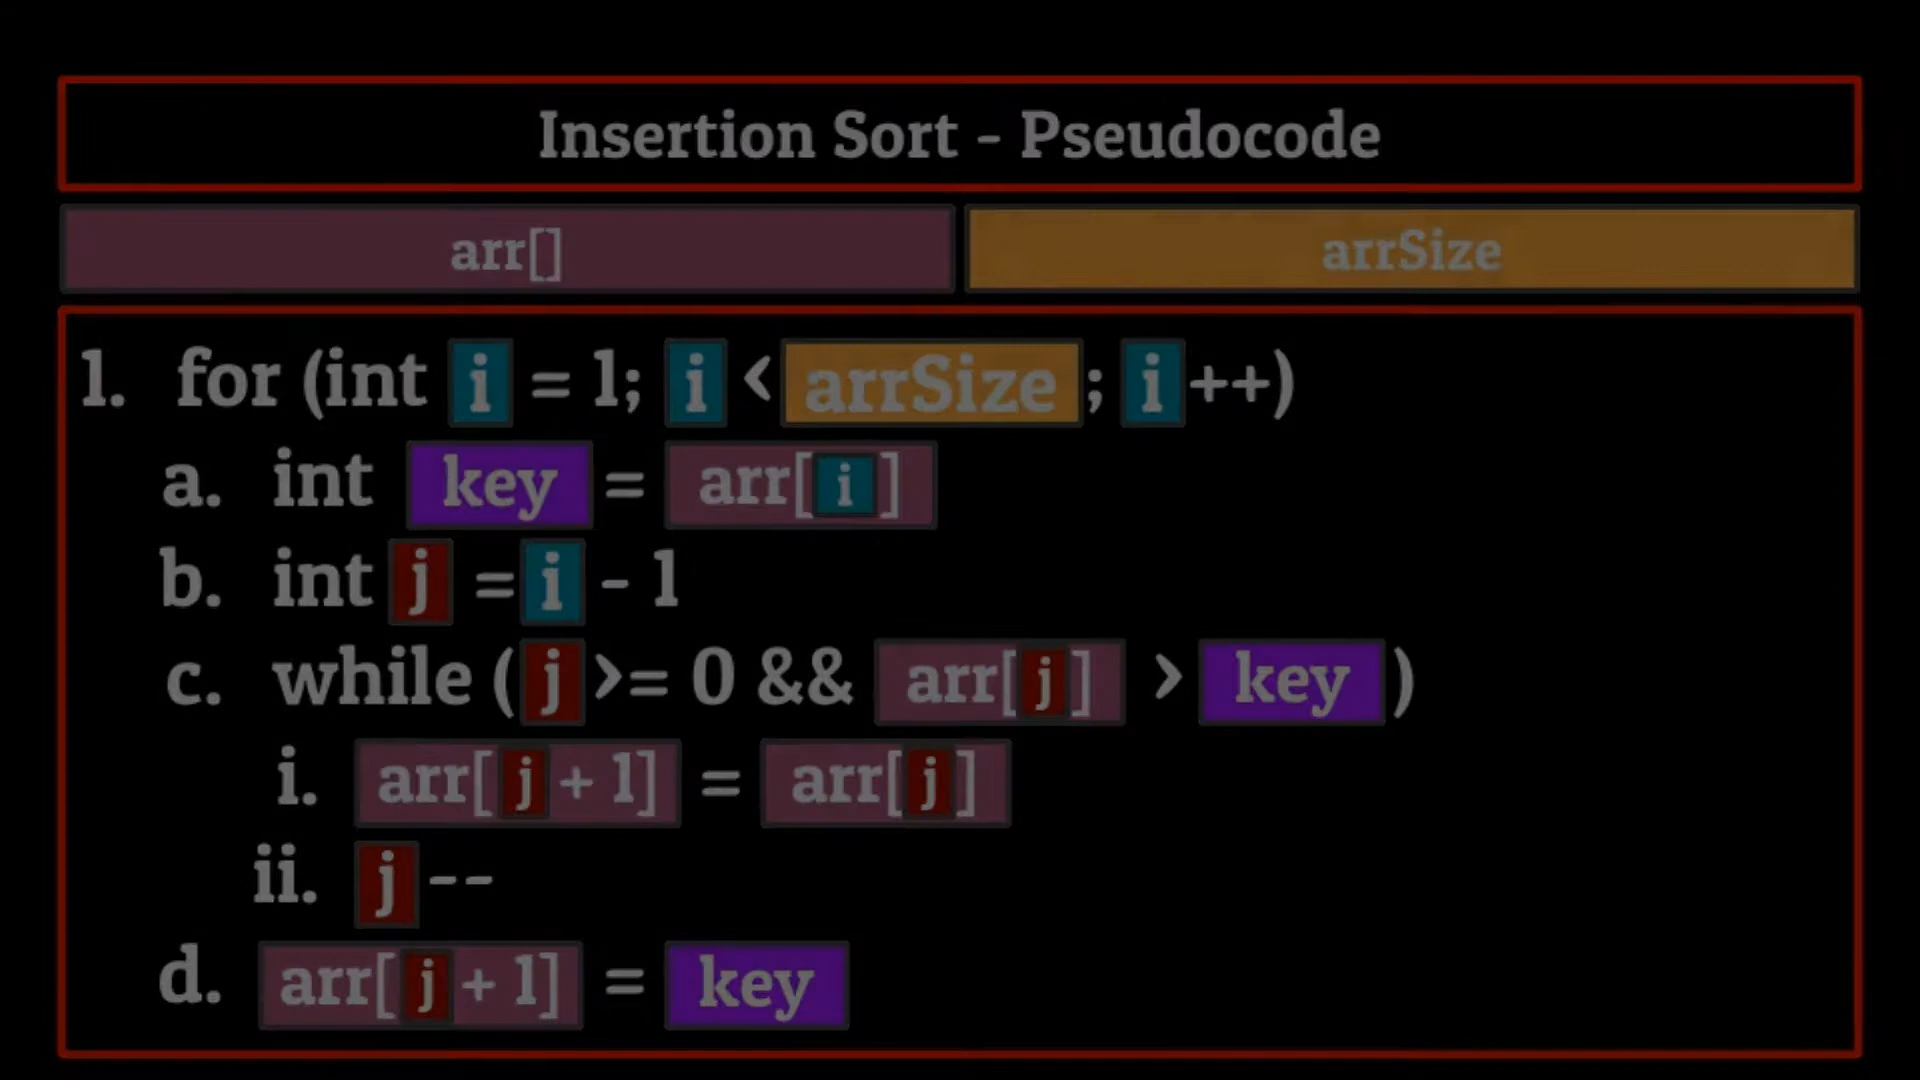 Insertion Sort - Pseudocode
arr[] arrSize
1. for (int i = 1; i < arrSize; i++)
a. int key = arr[i]
b. int j = i - 1
c. while (j >= 0 && arr[j] > key)
i. arr[j + 1] = arr[j]
ii. j--
d. arr[j + 1] = key